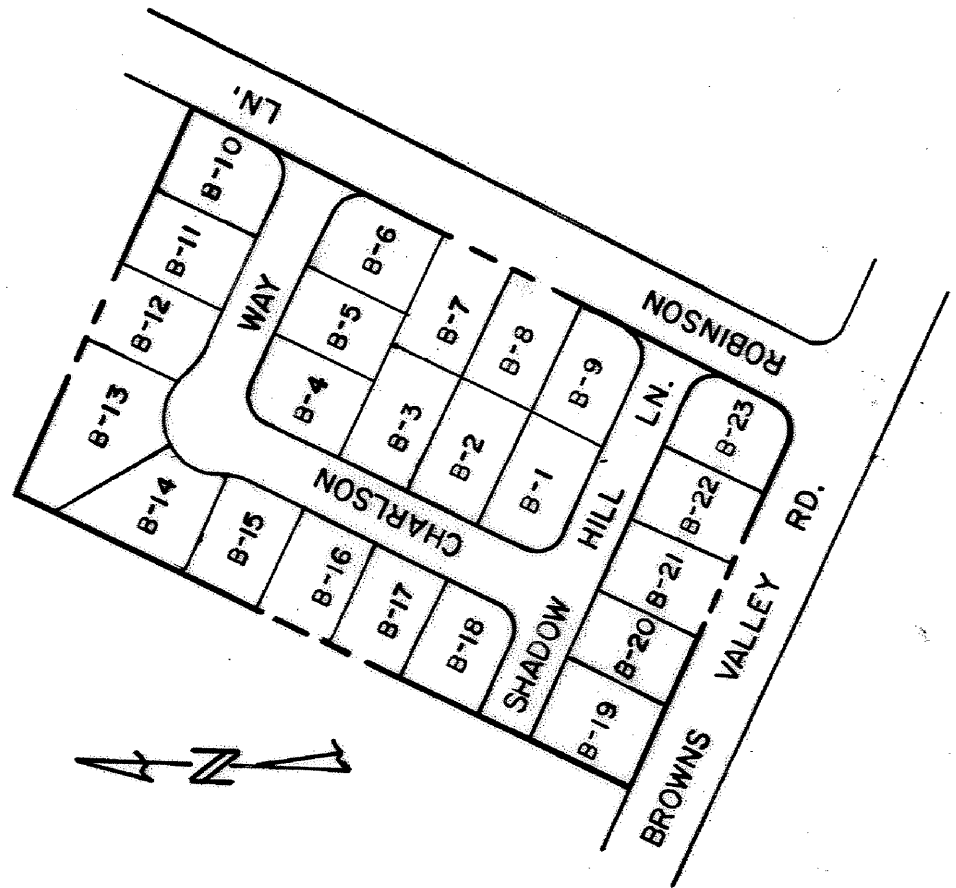 LN.
B-10
B-11
B-12
B-13
B-14
B-15
B-16
B-17
B-18
WAY
CHARLSON
B-6
B-5
B-4
B-7
B-3
B-8
B-2
B-9
B-1
ROBINSON
SHADOW HILL LN.
B-23
B-22
B-21
B-20
B-19
BROWNS VALLEY RD.
N